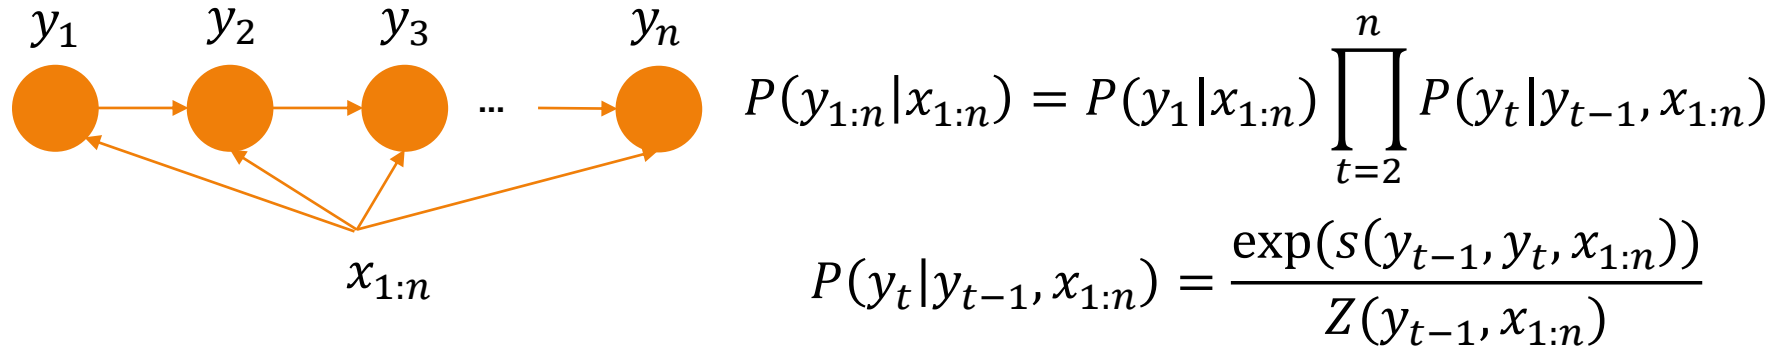 y₁ y₂ y₃ yₙ
...
x₁:ₙ
P(y₁:ₙ|x₁:ₙ) = P(y₁|x₁:ₙ) ∏ₜ₌₂ⁿ P(yₜ|yₜ₋₁, x₁:ₙ)
P(yₜ|yₜ₋₁, x₁:ₙ) = exp(s(yₜ₋₁, yₜ, x₁:ₙ)) / Z(yₜ₋₁, x₁:ₙ)